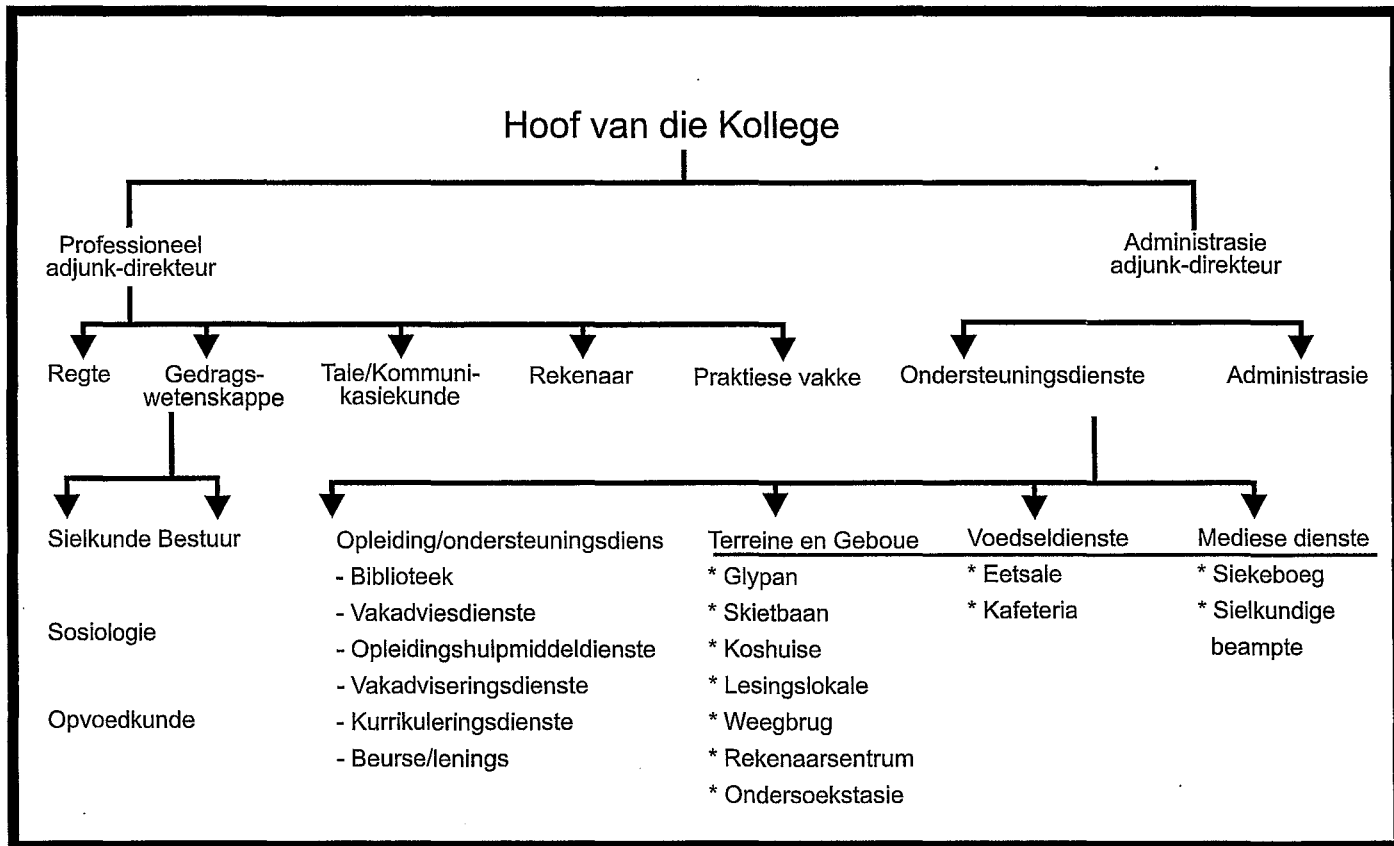 Hoof van die Kollege
Professioneel
adjunk-direkteur
Administrasie
adjunk-direkteur
Regte
Gedrags-
wetenskappe
Tale/Kommuni-
kasiekunde
Rekenaar
Praktiese vakke
Ondersteuningsdienste
Administrasie
Sielkunde Bestuur
Sosiologie
Opvoedkunde
Opleiding/ondersteuningsdiens
- Biblioteek
- Vakadviesdienste
- Opleidingshulpmiddeldienste
- Vakadviseringsdienste
- Kurrikuleringsdienste
- Beurse/lenings
Terreine en Geboue
* Glypan
* Skietbaan
* Koshuise
* Lesingslokale
* Weegbrug
* Rekenaarsentrum
* Ondersoekstasie
Voedseldienste
* Eetsale
* Kafeteria
Mediese dienste
* Siekeboeg
* Sielkundige
beampte